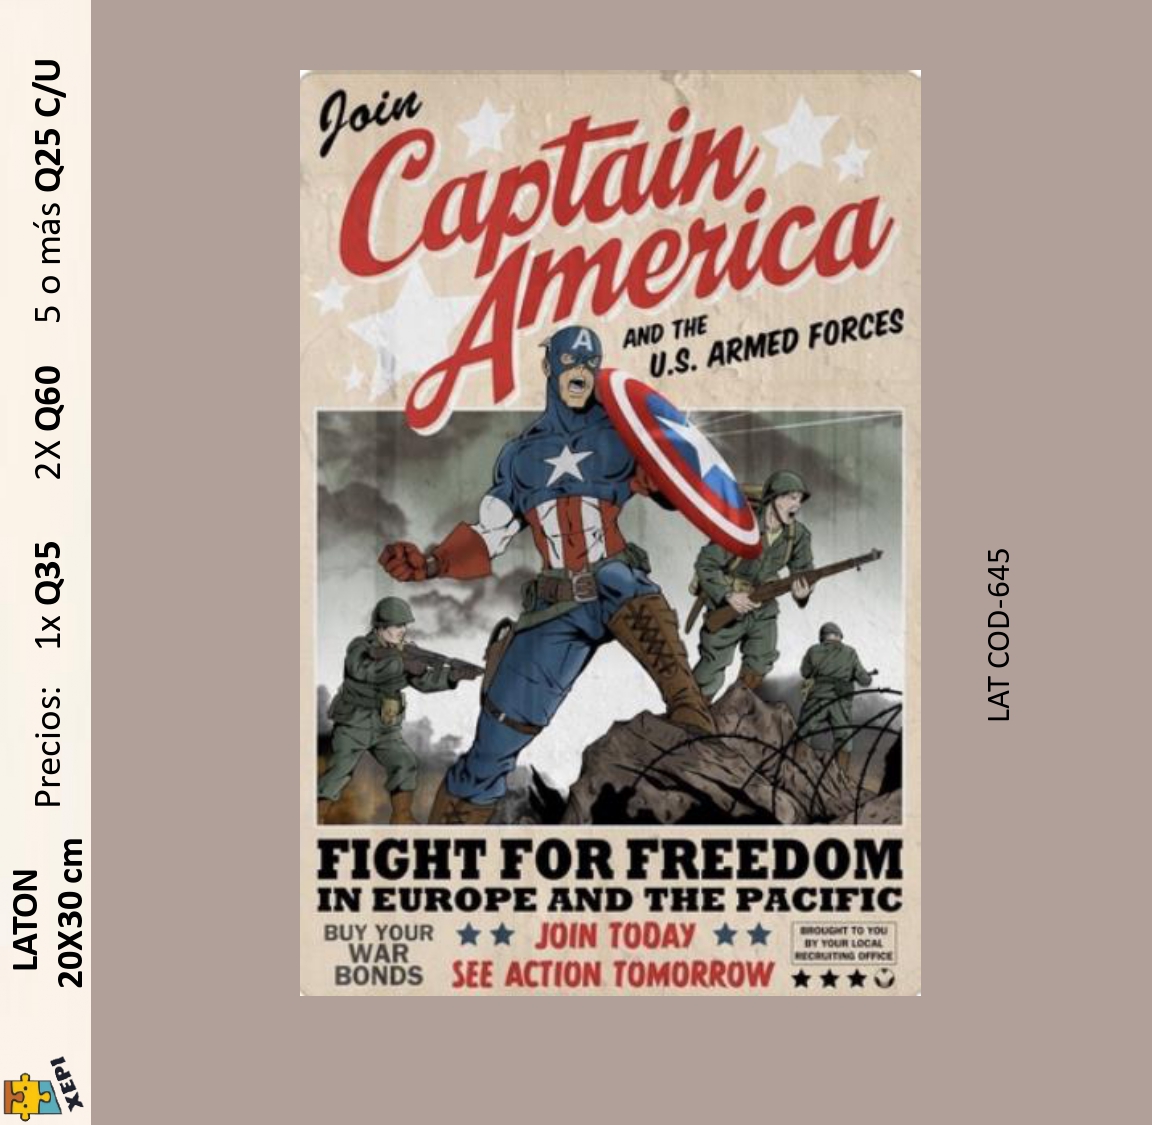 LATON
20X30 cm
Precios: 1x Q35 2X Q60 5 o más Q25 C/U
XEPI
Join
Captain
America
AND THE
U.S. ARMED FORCES
A
FIGHT FOR FREEDOM
IN EUROPE AND THE PACIFIC
BUY YOUR
WAR
BONDS
JOIN TODAY
SEE ACTION TOMORROW
BROUGHT TO YOU
BY YOUR LOCAL
RECRUITING OFFICE
LAT COD-645